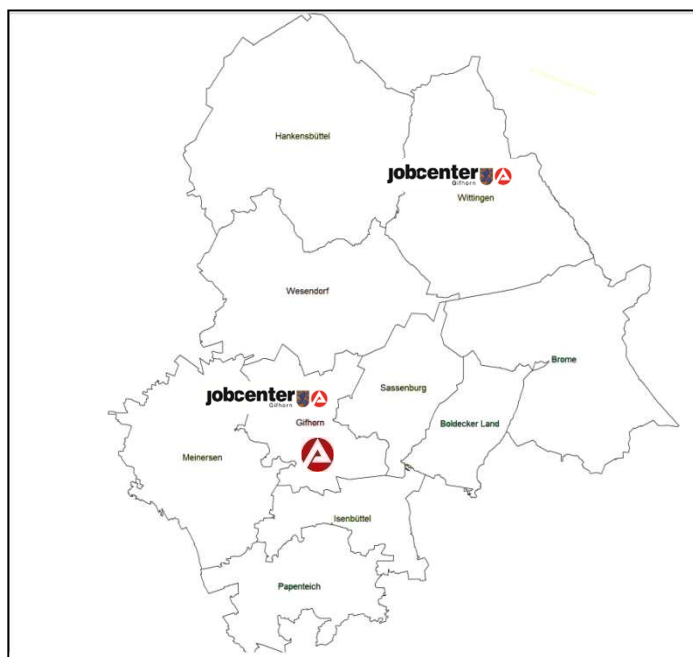 Hankensbüttel
jobcenter
Gifhorn
Wittingen
Wesendorf
Brome
Sassenburg
jobcenter
Gifhorn
Gifhorn
Boldecker Land
Meinersen
Isenbüttel
Papenteich